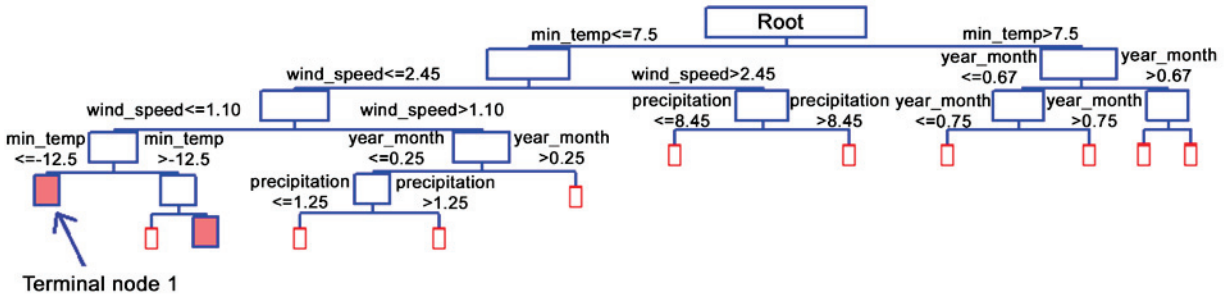 Root
min_temp<=7.5
min_temp>7.5
wind_speed<=2.45
wind_speed>2.45
year_month
<=0.67
year_month
>0.67
wind_speed<=1.10
wind_speed>1.10
precipitation
<=8.45
precipitation
>8.45
year_month
<=0.75
year_month
>0.75
min_temp
<=-12.5
min_temp
>-12.5
year_month
<=0.25
year_month
>0.25
precipitation
<=1.25
precipitation
>1.25
Terminal node 1